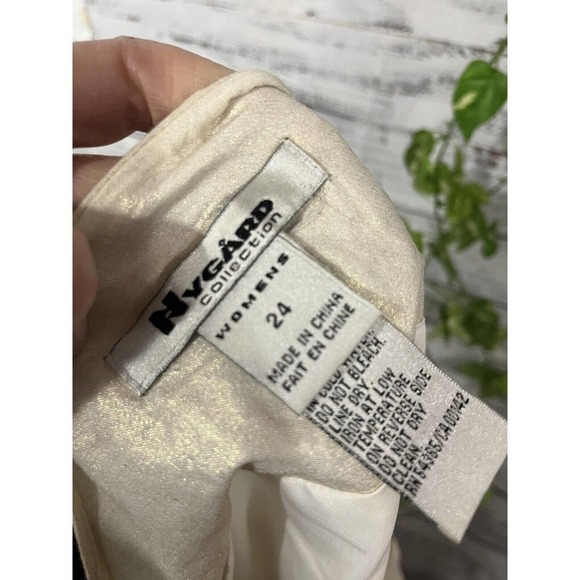 NYGÅRD
collection
WOMENS
24
MADE IN CHINA
FAIT EN CHINE
DO NOT BLEACH.
LINE DRY.
IRON AT LOW
TEMPERATURE
ON REVERSE SIDE
DO NOT DRY
CLEAN